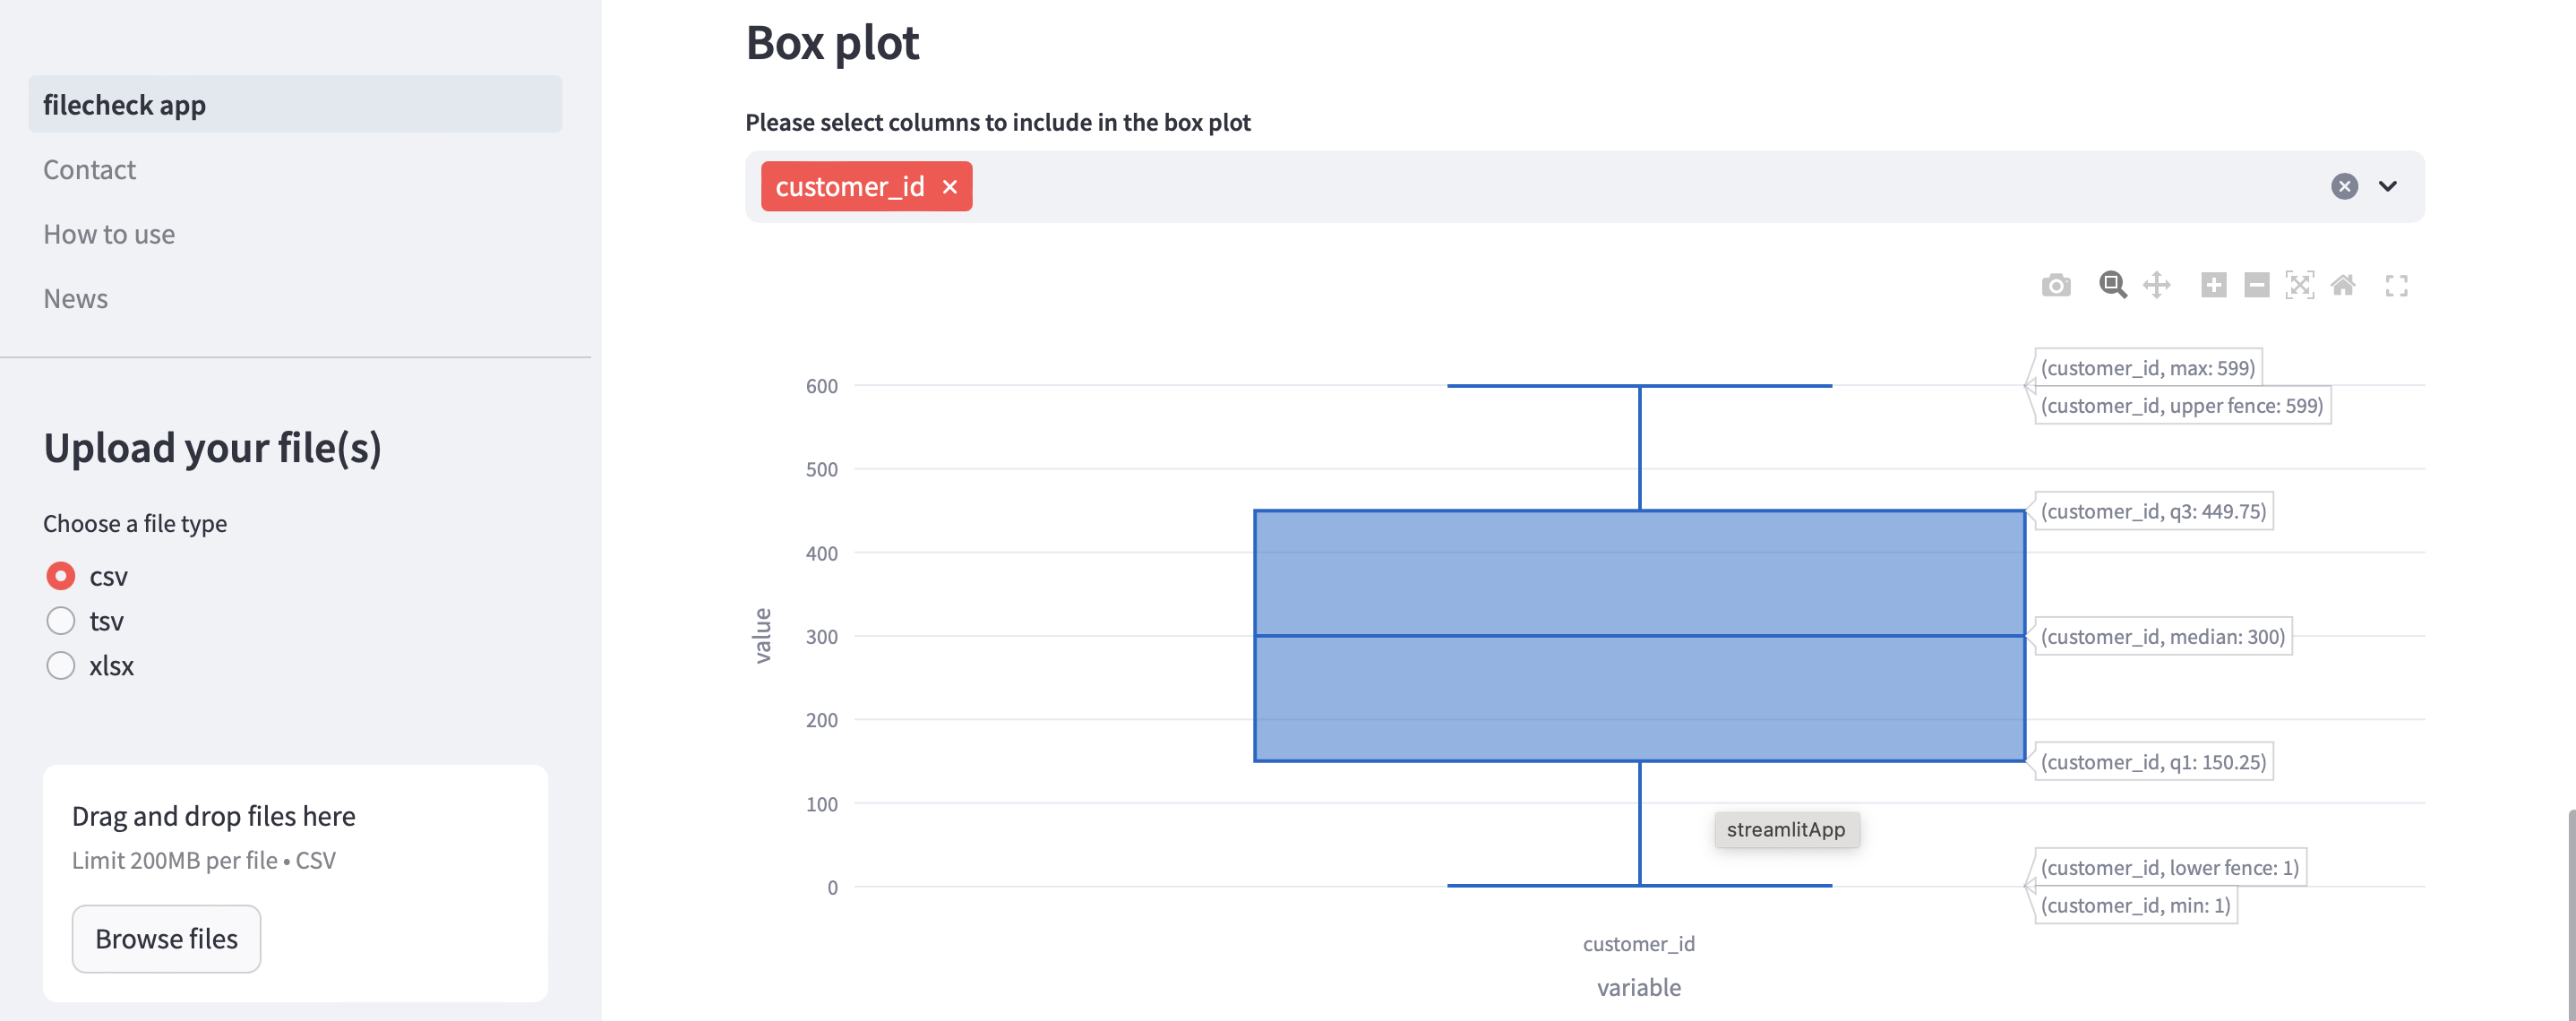 filecheck app
Contact
How to use
News
Upload your file(s)
Choose a file type
csv
tsv
xlsx
Drag and drop files here
Limit 200MB per file • CSV
Browse files
Box plot
Please select columns to include in the box plot
customer_id
600
500
400
300
200
100
0
value
(customer_id, max: 599)
(customer_id, upper fence: 599)
(customer_id, q3: 449.75)
(customer_id, median: 300)
(customer_id, q1: 150.25)
streamlitApp
(customer_id, lower fence: 1)
(customer_id, min: 1)
customer_id
variable